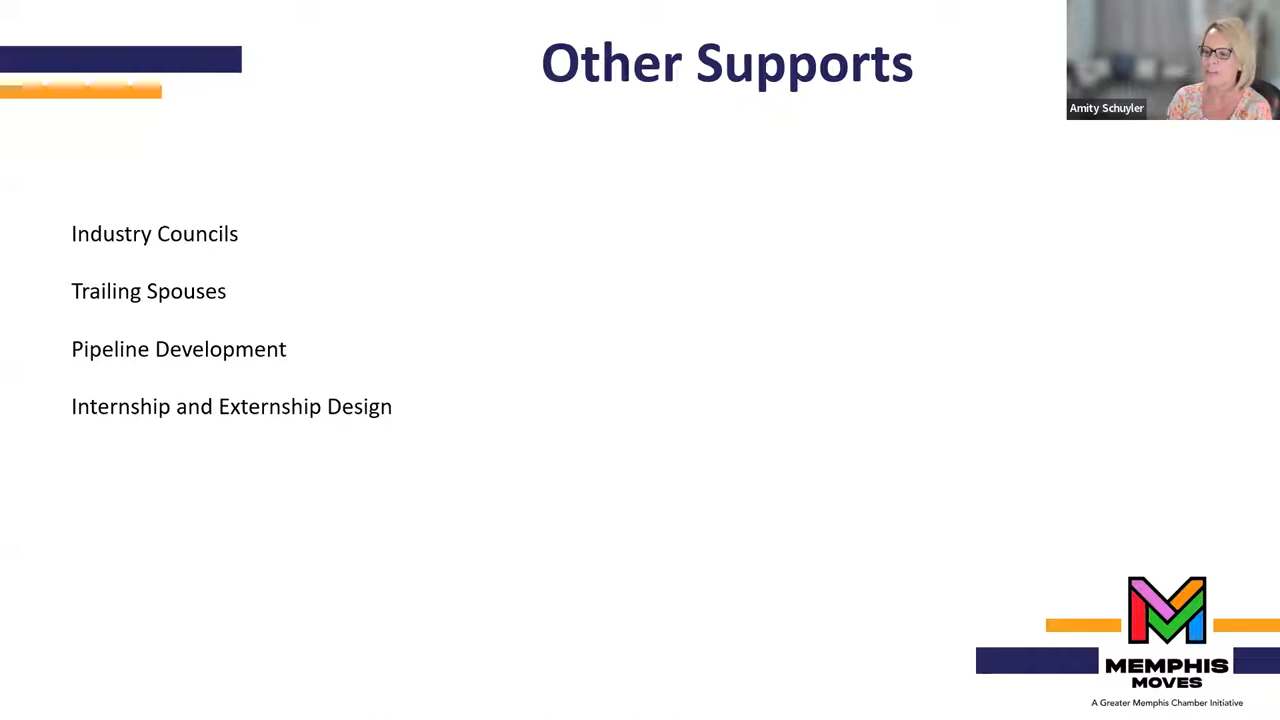 Other Supports
Amity Schuyler
Industry Councils
Trailing Spouses
Pipeline Development
Internship and Externship Design
MEMPHIS
MOVES
A Greater Memphis Chamber Initiative